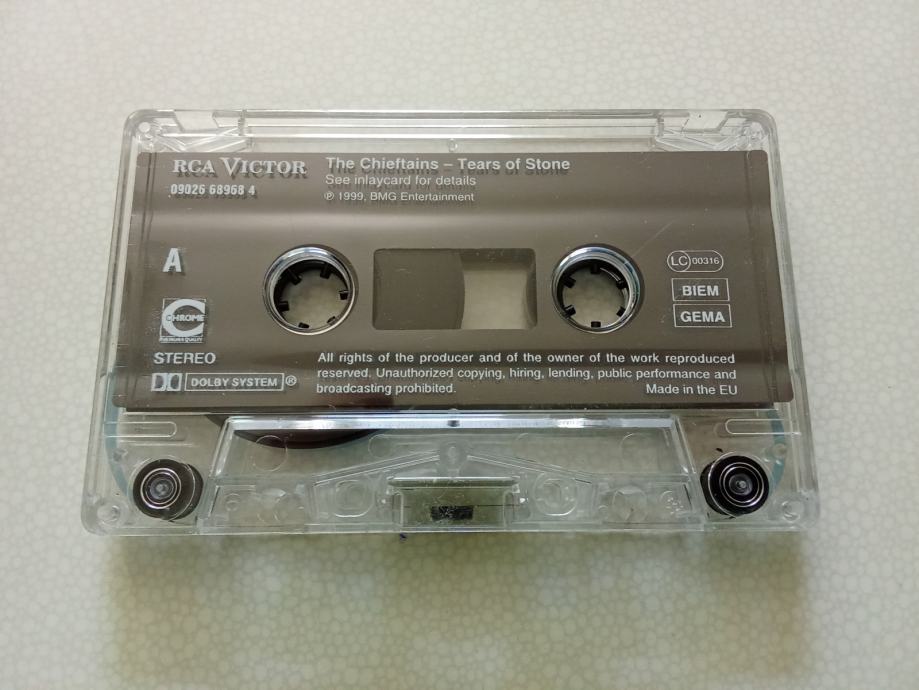 RCA VICTOR
09026 68968 4
The Chieftains – Tears of Stone
See inlaycard for details
℗ 1999, BMG Entertainment
A
LC 00316
BIEM
GEMA
CHROME
STEREO
DOLBY SYSTEM ®
All rights of the producer and of the owner of the work reproduced
reserved. Unauthorized copying, hiring, lending, public performance and
broadcasting prohibited.
Made in the EU